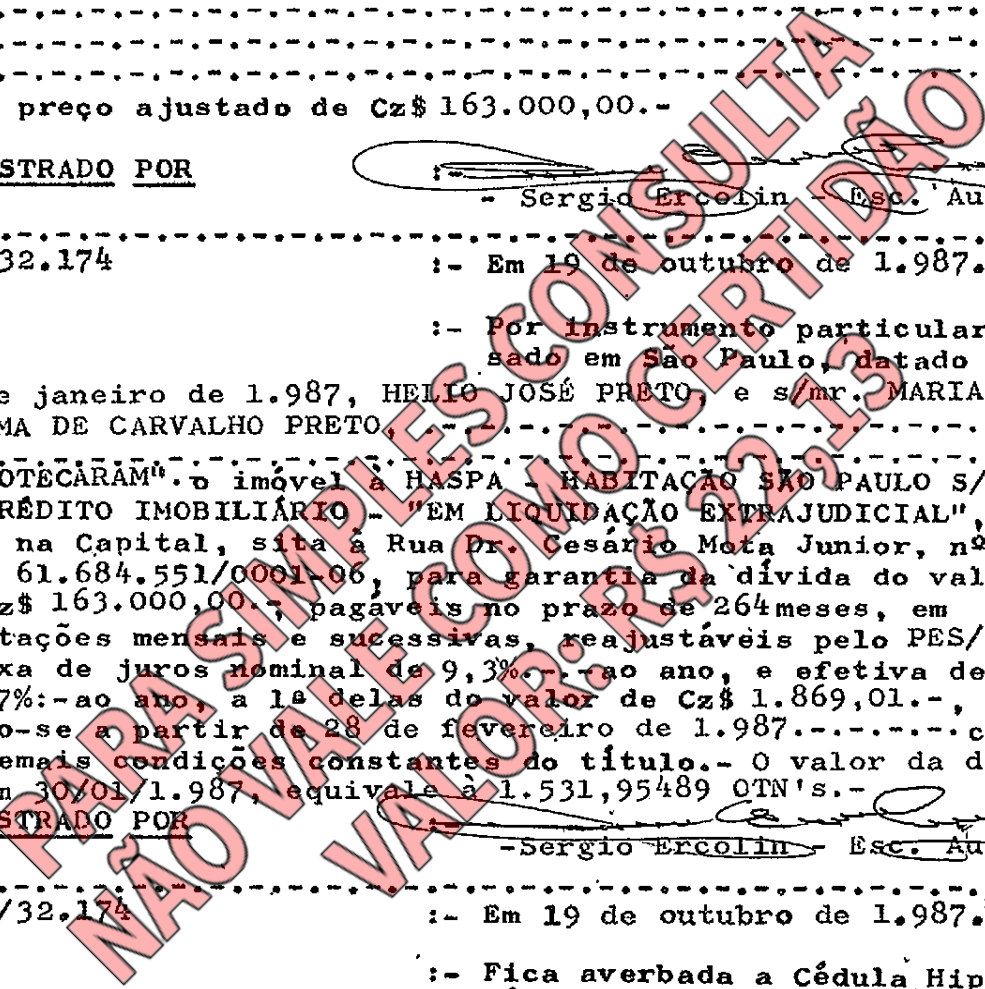 preço ajustado de Cz$ 163.000,00.-
STRADO POR :-
- Sergio Ercolin - Esc. Au
32.174 :- Em 19 de outubro de 1.987.
:- Por instrumento particular
sado em São Paulo, datado
e janeiro de 1.987, HELIO JOSÉ PRETO, e s/mr. MARIA
MA DE CARVALHO PRETO, .-.-.-.-.-.-.-.-.-.-
OTECARAM" o imóvel à HASPA - HABITAÇÃO SÃO PAULO S/
RÉDITO IMOBILIÁRIO - "EM LIQUIDAÇÃO EXTRAJUDICIAL",
na Capital, sita à Rua Dr. Cesário Mota Junior, nº
61.684.551/0001-06, para garantia da dívida do val
z$ 163.000,00.-, pagáveis no prazo de 264 meses, em
tações mensais e sucessivas, reajustáveis pelo PES/
xa de juros nominal de 9,3%.-.-ao ano, e efetiva de
7%:-ao ano, a 1ª delas do valor de Cz$ 1.869,01.-,
o-se a partir de 28 de fevereiro de 1.987.-.-.-.-.c
emais condições constantes do título.- O valor da d
m 30/01/1.987, equivale à 1.531,95489 OTN's.-
STRADO POR :
-Sergio Ercolin - Esc. Au
/32.174 :- Em 19 de outubro de 1.987.
:- Fica averbada a Cédula Hip
PARA SIMPLES CONSULTA
NÃO VALE COMO CERTIDÃO
VALOR: R$ 22,13